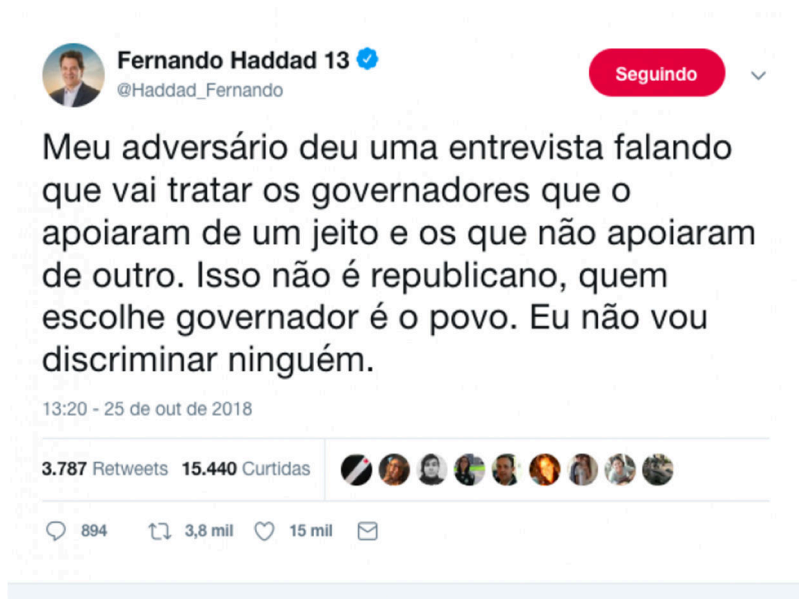 Fernando Haddad 13
@Haddad_Fernando
Seguindo
Meu adversário deu uma entrevista falando
que vai tratar os governadores que o
apoiaram de um jeito e os que não apoiaram
de outro. Isso não é republicano, quem
escolhe governador é o povo. Eu não vou
discriminar ninguém.
13:20 - 25 de out de 2018
3.787 Retweets 15.440 Curtidas
894 3,8 mil 15 mil